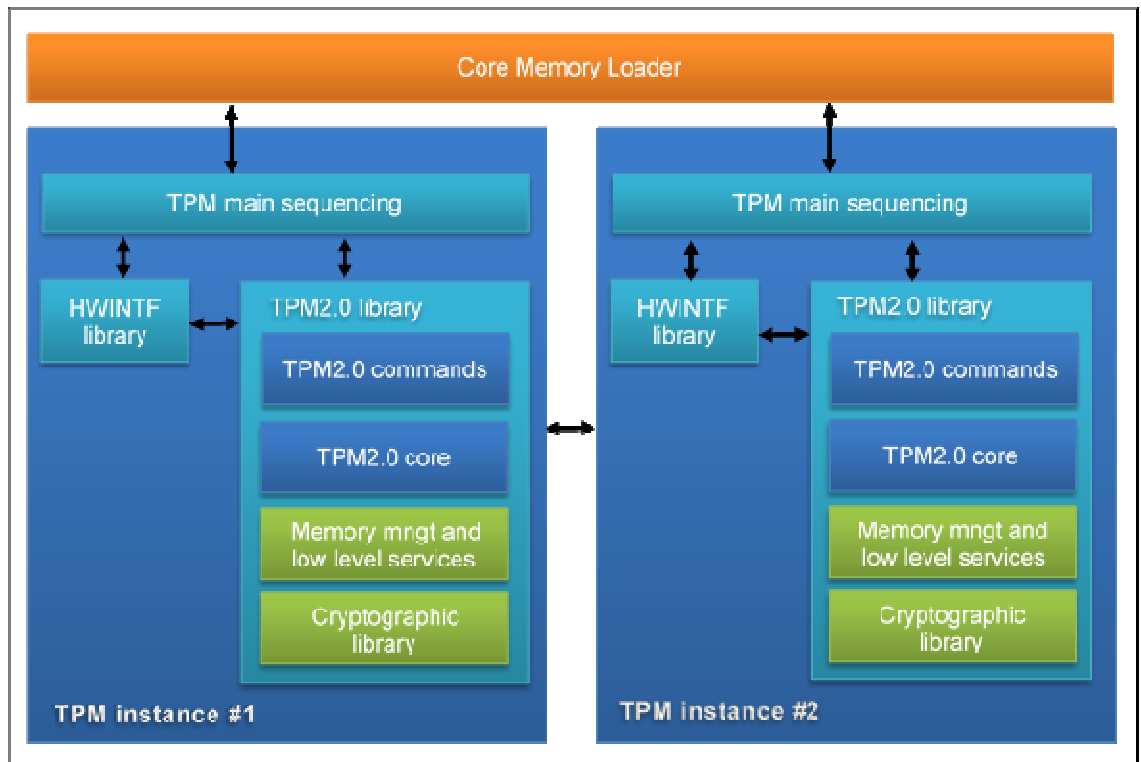 Core Memory Loader
TPM main sequencing
HWINTF
library
TPM2.0 library
TPM2.0 commands
TPM2.0 core
Memory mngt and
low level services
Cryptographic
library
TPM instance #1
TPM main sequencing
HWINTF
library
TPM2.0 library
TPM2.0 commands
TPM2.0 core
Memory mngt and
low level services
Cryptographic
library
TPM instance #2